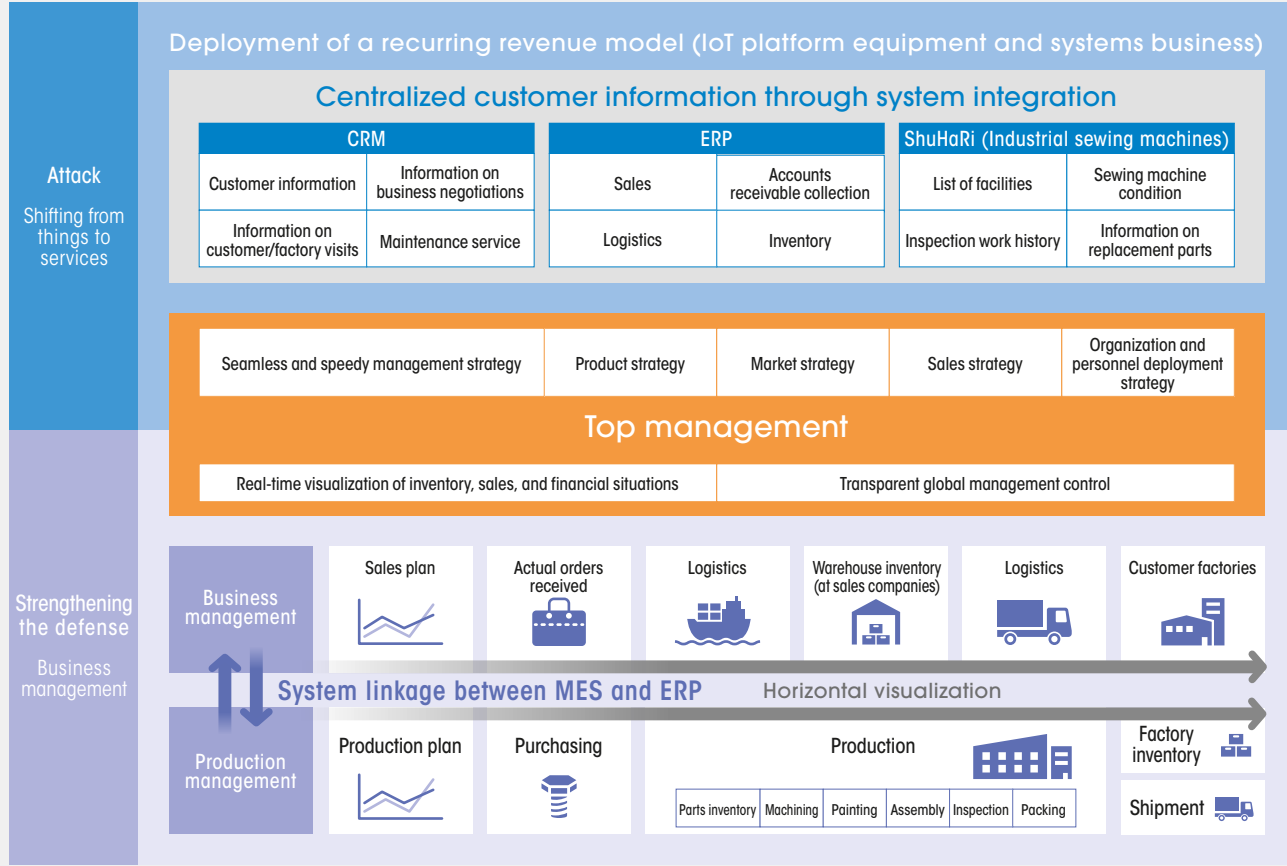 Deployment of a recurring revenue model (IoT platform equipment and systems business)
Centralized customer information through system integration
CRM
Customer information
Information on
business negotiations
Information on
customer/factory visits
Maintenance service
ERP
Sales
Accounts
receivable collection
Logistics
Inventory
ShuHaRi (Industrial sewing machines)
List of facilities
Sewing machine
condition
Inspection work history
Information on
replacement parts
Attack
Shifting from
things to
services
Seamless and speedy management strategy
Product strategy
Market strategy
Sales strategy
Organization and
personnel deployment
strategy
Top management
Real-time visualization of inventory, sales, and financial situations
Transparent global management control
Strengthening
the defense
Business
management
Business
management
Sales plan
Actual orders
received
Logistics
Warehouse inventory
(at sales companies)
Logistics
Customer factories
System linkage between MES and ERP
Horizontal visualization
Production
management
Production plan
Purchasing
Production
Parts inventory
Machining
Painting
Assembly
Inspection
Packing
Factory
inventory
Shipment